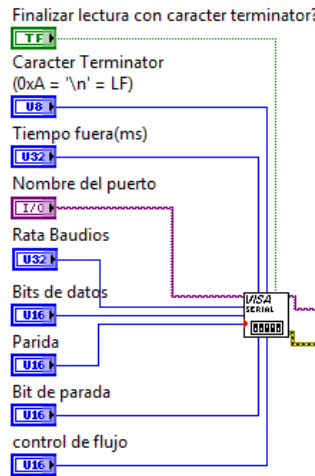 Finalizar lectura con caracter terminator?
TF
Caracter Terminator
(0xA = '\n' = LF)
U8
Tiempo fuera(ms)
U32
Nombre del puerto
I/O
Rata Baudios
U32
Bits de datos
U16
Parida
U16
Bit de parada
U16
control de flujo
U16
VISA
SERIAL